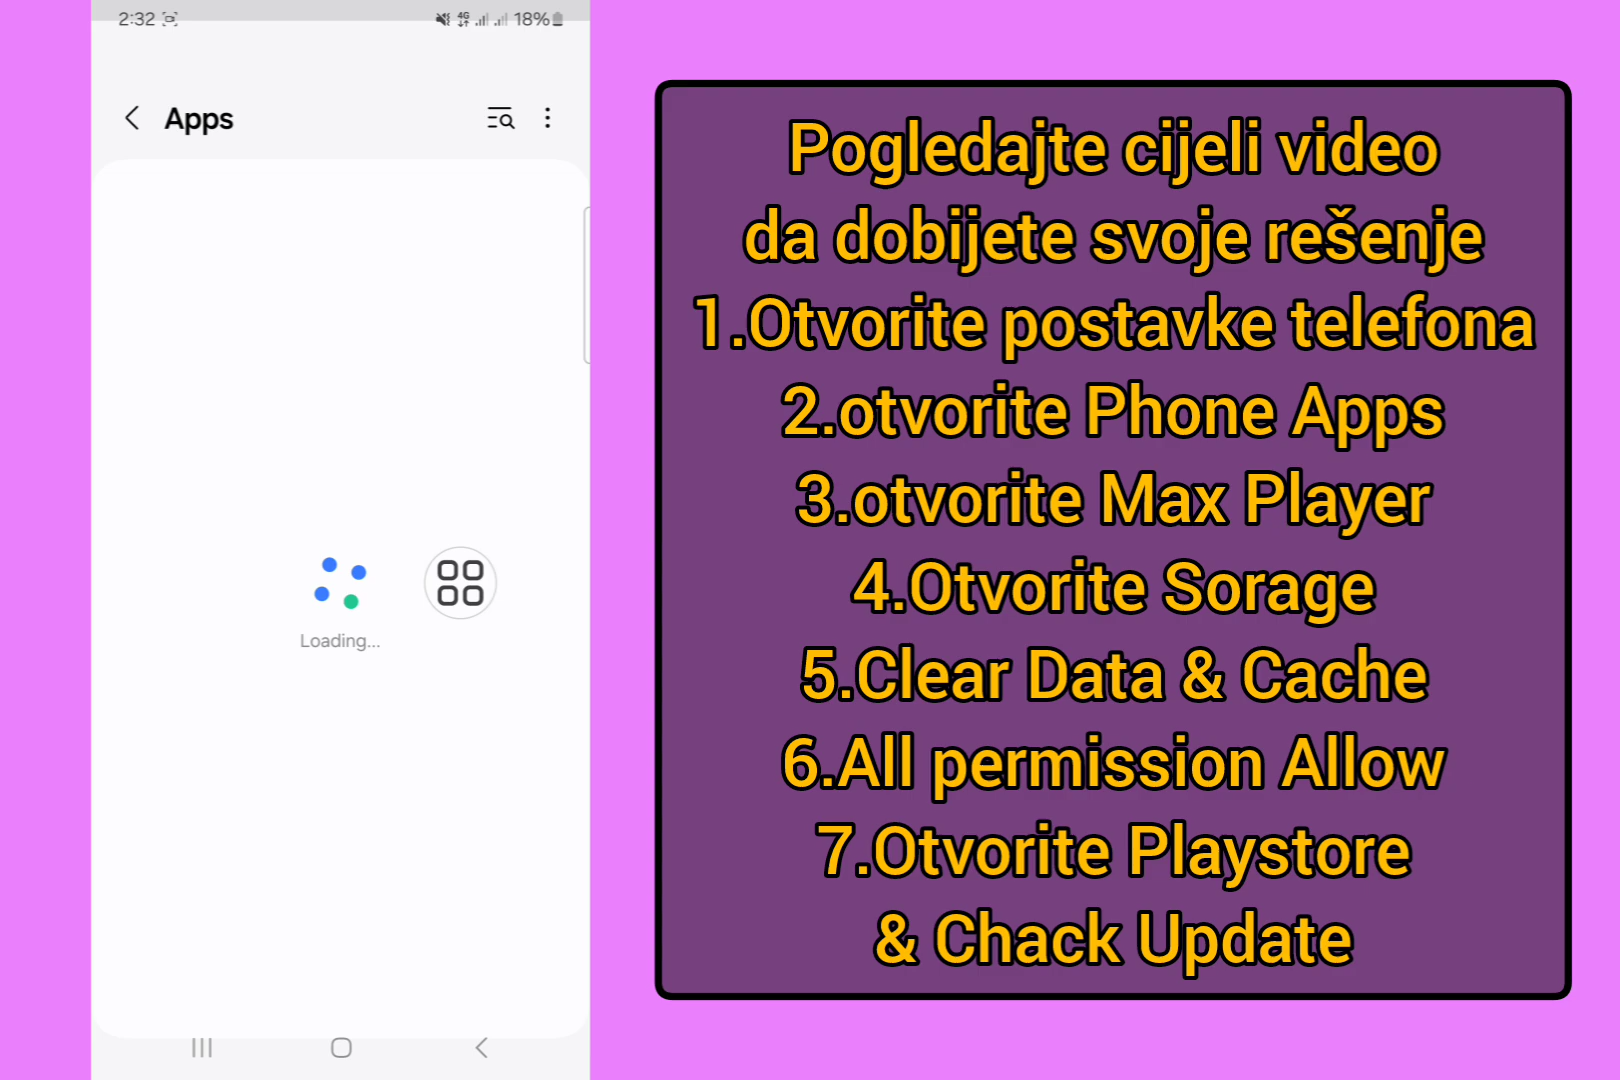 2:32
4G
18%
Apps
Loading...
Pogledajte cijeli video
da dobijete svoje rešenje
1.Otvorite postavke telefona
2.otvorite Phone Apps
3.otvorite Max Player
4.Otvorite Sorage
5.Clear Data & Cache
6.All permission Allow
7.Otvorite Playstore
& Chack Update